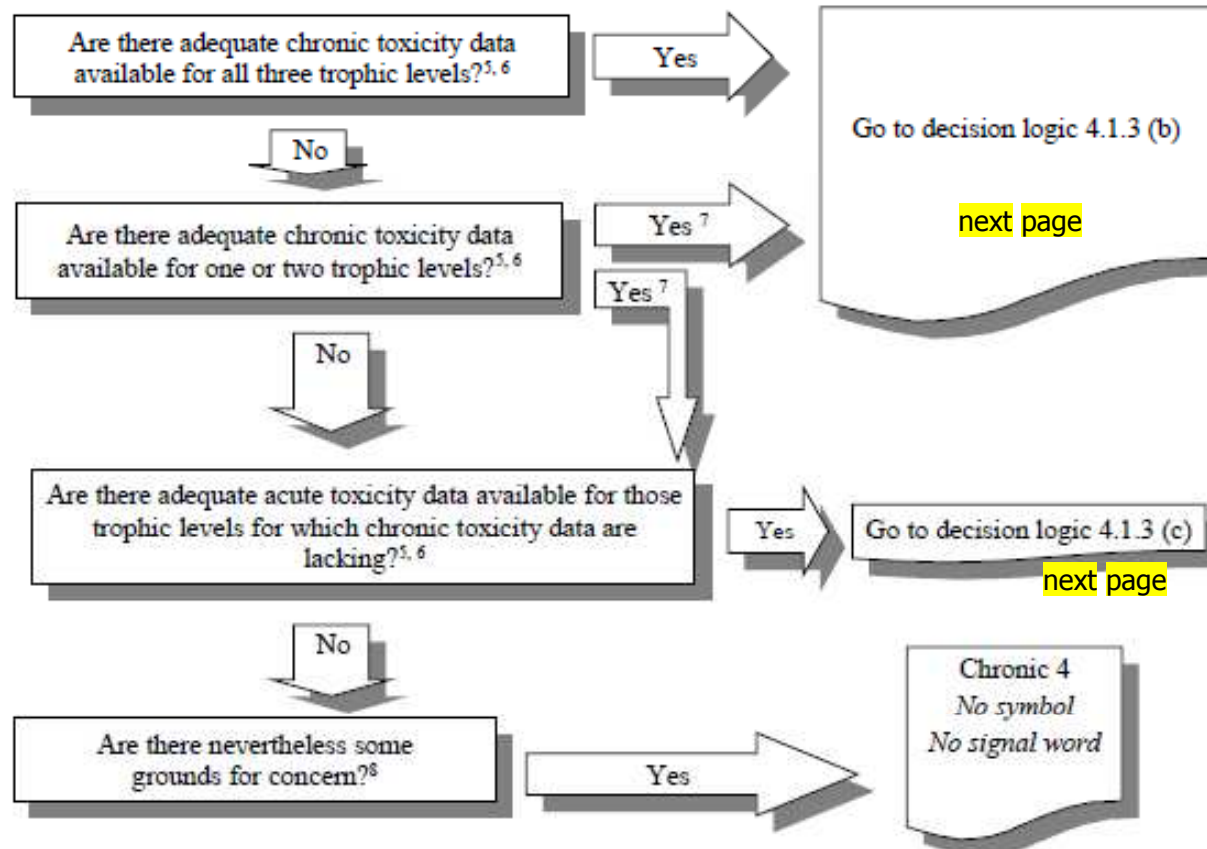 Are there adequate chronic toxicity data
available for all three trophic levels?5, 6
Yes
Go to decision logic 4.1.3 (b)
next page
No
Are there adequate chronic toxicity data
available for one or two trophic levels?5, 6
Yes 7
Yes 7
No
Are there adequate acute toxicity data available for those
trophic levels for which chronic toxicity data are
lacking?5, 6
Yes
Go to decision logic 4.1.3 (c)
next page
No
Are there nevertheless some
grounds for concern?8
Yes
Chronic 4
No symbol
No signal word